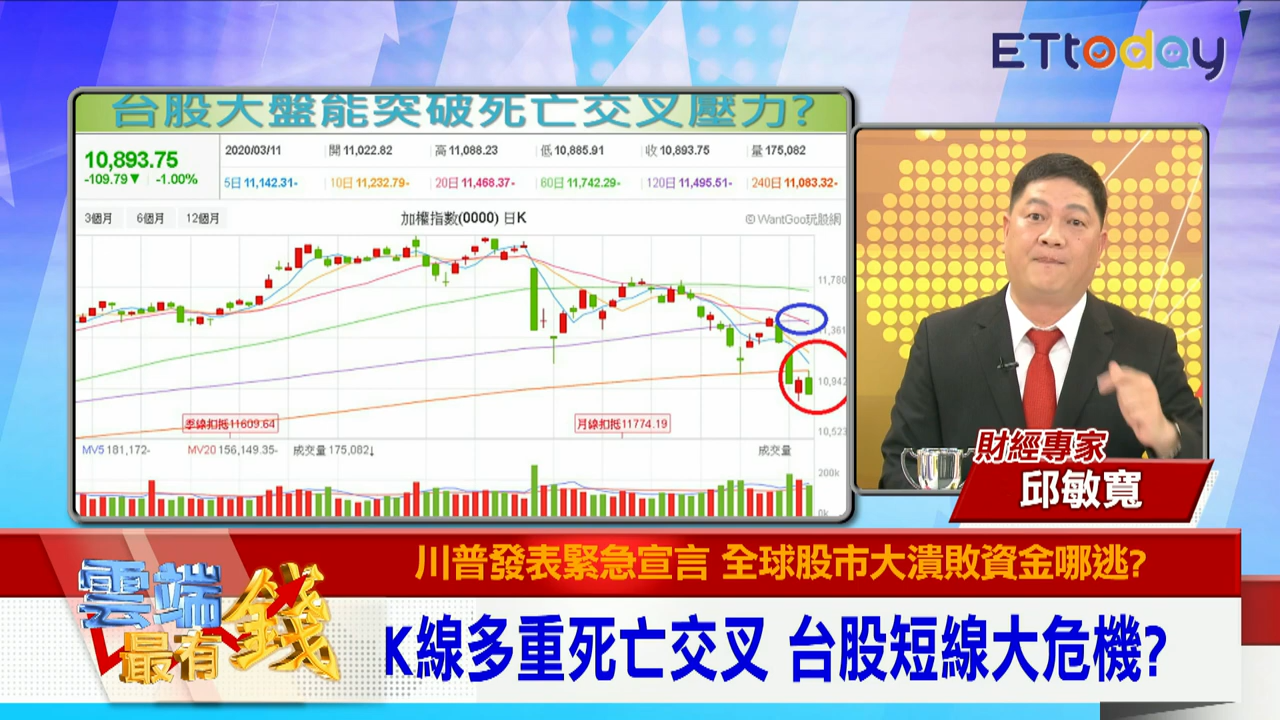 ETtoday
台股大盤能突破死亡交叉壓力?
10,893.75
-109.79▼ -1.00%
2020/03/11 開 11,022.82 高 11,088.23 低 10,885.91 收 10,893.75 量 175,082
5日 11,142.31- 10日 11,232.79- 20日 11,468.37- 60日 11,742.29- 120日 11,495.51- 240日 11,083.32-
3個月 6個月 12個月 加權指數(0000) 日K © WantGoo玩股網
11,780
11,361
10,942
季線扣抵11609.64 月線扣抵11774.19
10,523
MV5 181,172- MV20 156,149.35- 成交量 175,082↓ 成交量
200k
0k
財經專家
邱敏寬
川普發表緊急宣言 全球股市大潰敗資金哪逃?
雲端最有錢
K線多重死亡交叉 台股短線大危機?